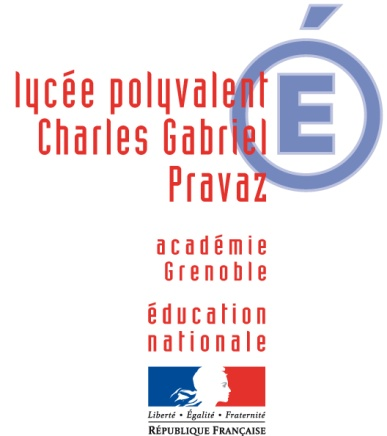 lycée polyvalent
Charles Gabriel
Pravaz
É
académie
Grenoble
éducation
nationale
Liberté • Égalité • Fraternité
RÉPUBLIQUE FRANÇAISE